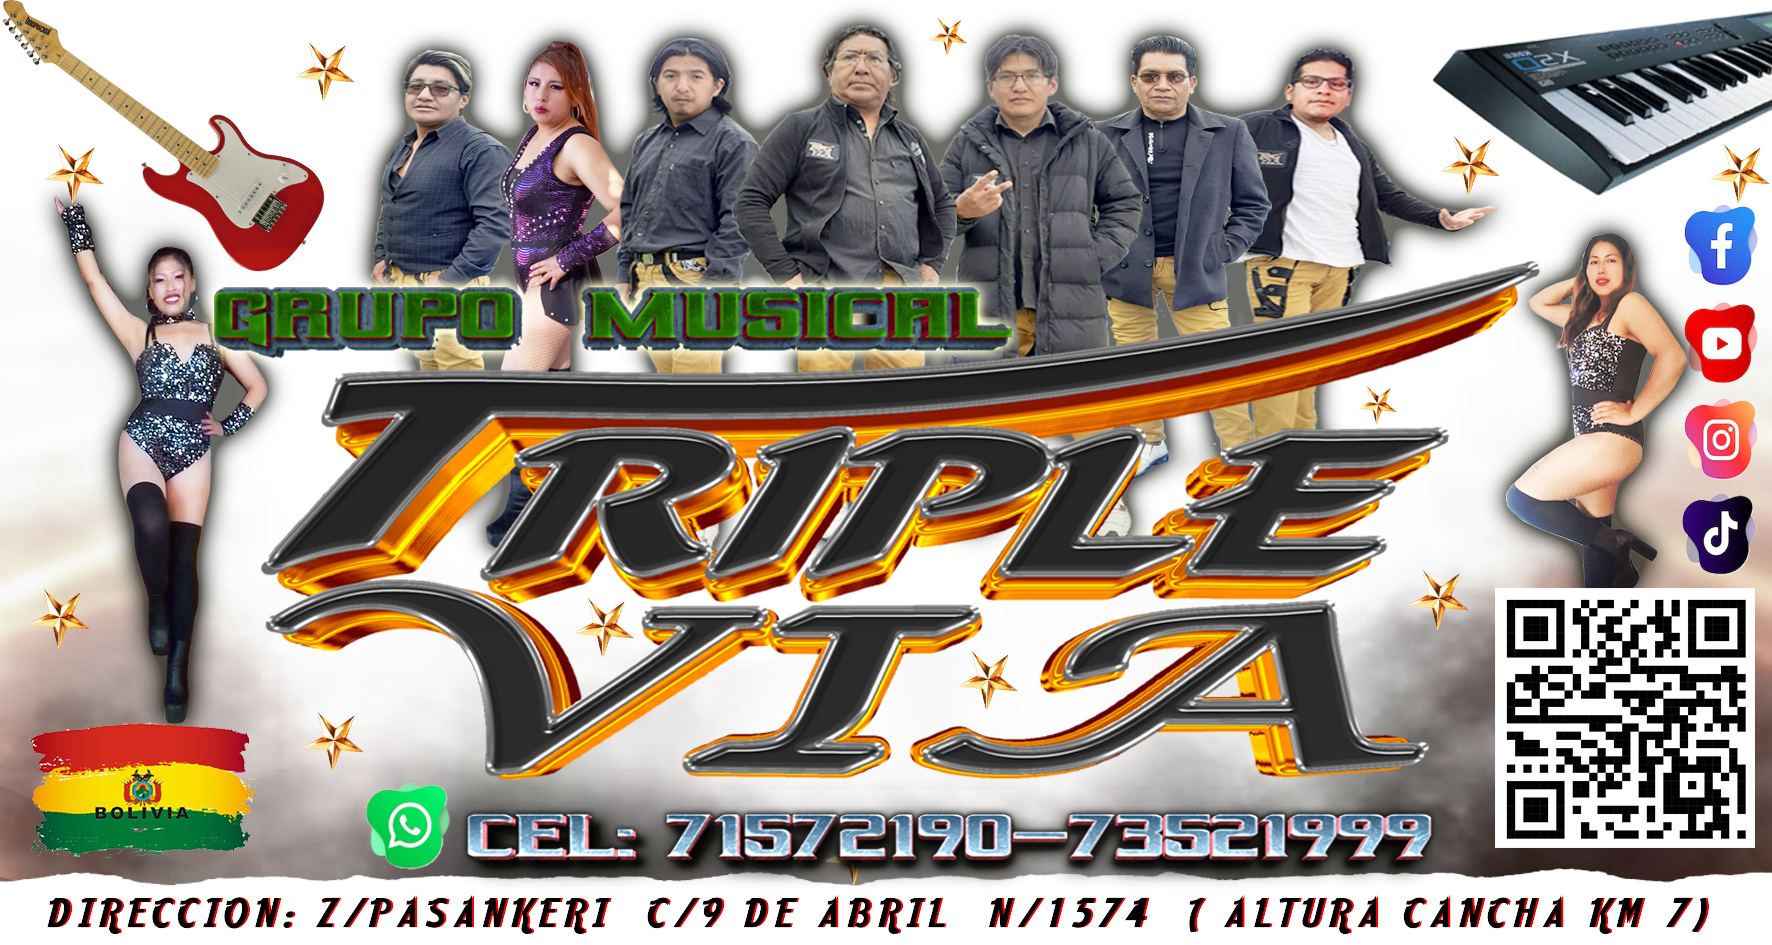 GRUPO MUSICAL
TRIPLE
VIA
BOLIVIA
CEL: 71572190-73521999
DIRECCION: Z/PASANKERI C/9 DE ABRIL N/1574 ( ALTURA CANCHA KM 7)